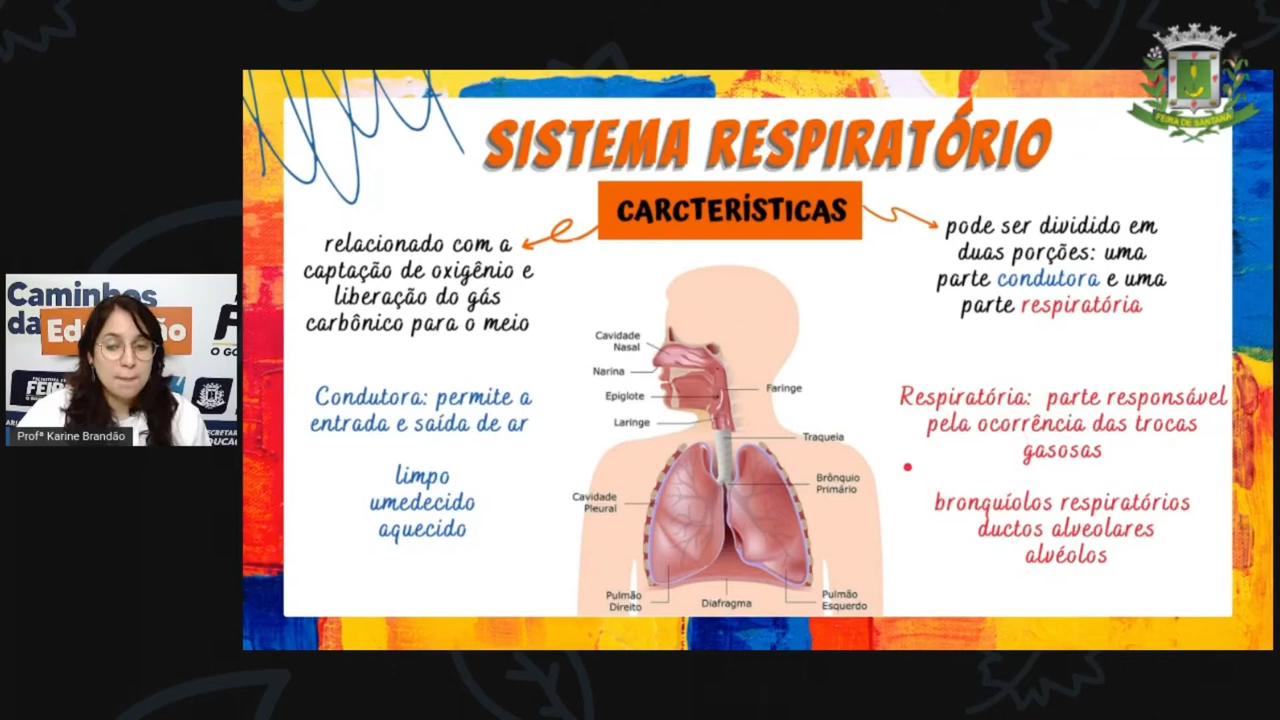 FEIRA DE SANTANA
SISTEMA RESPIRATÓRIO
CARCTERÍSTICAS
relacionado com a
captação de oxigênio e
liberação do gás
carbônico para o meio
pode ser dividido em
duas porções: uma
parte condutora e uma
parte respiratória
Condutora: permite a
entrada e saída de ar
limpo
umedecido
aquecido
Cavidade
Nasal
Narina
Epiglote
Laringe
Cavidade
Pleural
Pulmão
Direito
Diafragma
Faringe
Traqueia
Brônquio
Primário
Pulmão
Esquerdo
Respiratória: parte responsável
pela ocorrência das trocas
gasosas
bronquíolos respiratórios
ductos alveolares
alvéolos
Caminhos
da Educação
Profª Karine Brandão